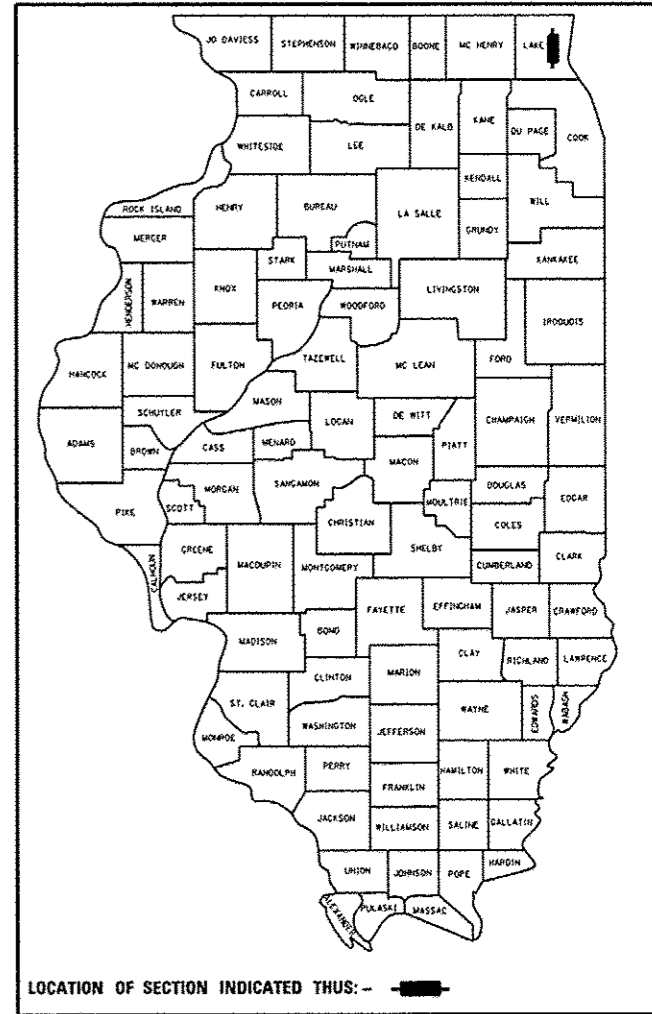 JO DAVIESS STEPHENSON WINNEBAGO BOONE MC HENRY LAKE
CARROLL OGLE DE KALB KANE DU PAGE COOK
WHITESIDE LEE
KENDALL WILL
ROCK ISLAND HENRY BUREAU LA SALLE GRUNDY
MERCER PUTNAM KANKAKEE
STARK MARSHALL
HENDERSON WARREN KNOX PEORIA WOODFORD LIVINGSTON IROQUOIS
HANCOCK MC DONOUGH FULTON TAZEWELL MC LEAN FORD
SCHUYLER MASON LOGAN DE WITT CHAMPAIGN VERMILION
ADAMS BROWN CASS MENARD MACON PIATT
PIKE SCOTT MORGAN SANGAMON CHRISTIAN MOULTRIE DOUGLAS EDGAR
COLES
CALHOUN GREENE MACOUPIN MONTGOMERY SHELBY CUMBERLAND CLARK
JERSEY FAYETTE EFFINGHAM JASPER CRAWFORD
MADISON BOND CLAY RICHLAND LAWRENCE
CLINTON MARION
ST. CLAIR WAYNE EDWARDS WABASH
MONROE WASHINGTON JEFFERSON
RANDOLPH PERRY FRANKLIN HAMILTON WHITE
JACKSON WILLIAMSON SALINE GALLATIN
UNION JOHNSON POPE HARDIN
ALEXANDER PULASKI MASSAC
LOCATION OF SECTION INDICATED THUS: -